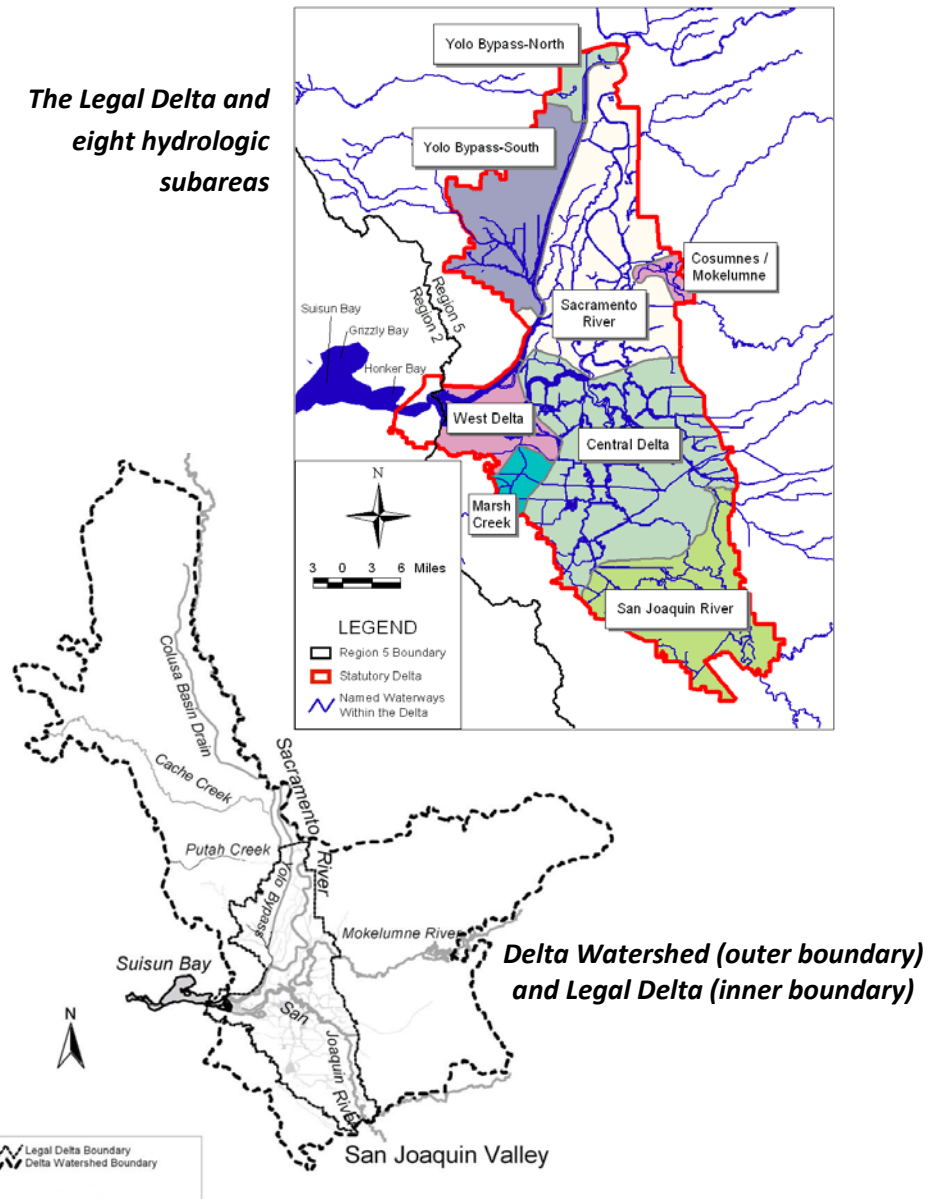 The Legal Delta and
eight hydrologic
subareas
Yolo Bypass-North
Yolo Bypass-South
Cosumnes /
Mokelumne
Sacramento
River
Region 5
Region 2
Suisun Bay
Grizzly Bay
Honker Bay
West Delta
Central Delta
Marsh
Creek
San Joaquin River
N
3 0 3 6 Miles
LEGEND
Region 5 Boundary
Statutory Delta
Named Waterways
Within the Delta
Colusa Basin Drain
Cache Creek
Sacramento
River
Putah Creek
Yolo Bypass
Mokelumne River
Suisun Bay
San
Joaquin River
N
San Joaquin Valley
Delta Watershed (outer boundary)
and Legal Delta (inner boundary)
Legal Delta Boundary
Delta Watershed Boundary